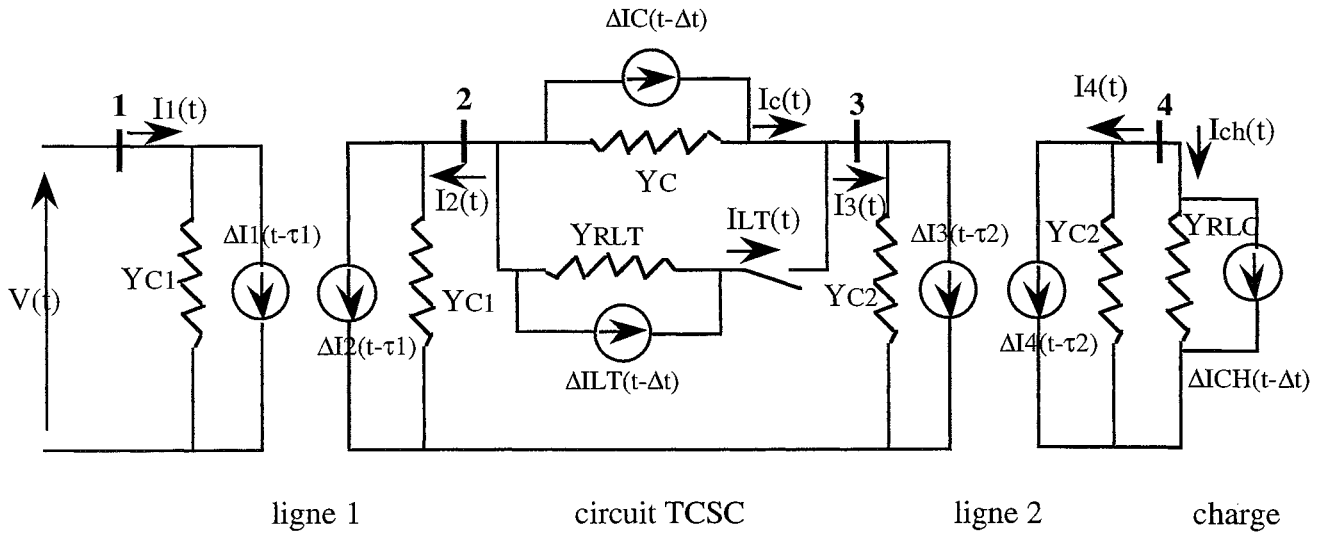 ΔIC(t-Δt)
1
I1(t)
2
Ic(t)
3
I4(t)
4
Ich(t)
YC
I2(t)
I3(t)
YRLT
ILT(t)
V(t)
YC1
ΔI1(t-τ1)
ΔI2(t-τ1)
YC1
ΔILT(t-Δt)
YC2
ΔI3(t-τ2)
YC2
ΔI4(t-τ2)
YRLC
ΔICH(t-Δt)
ligne 1
circuit TCSC
ligne 2
charge